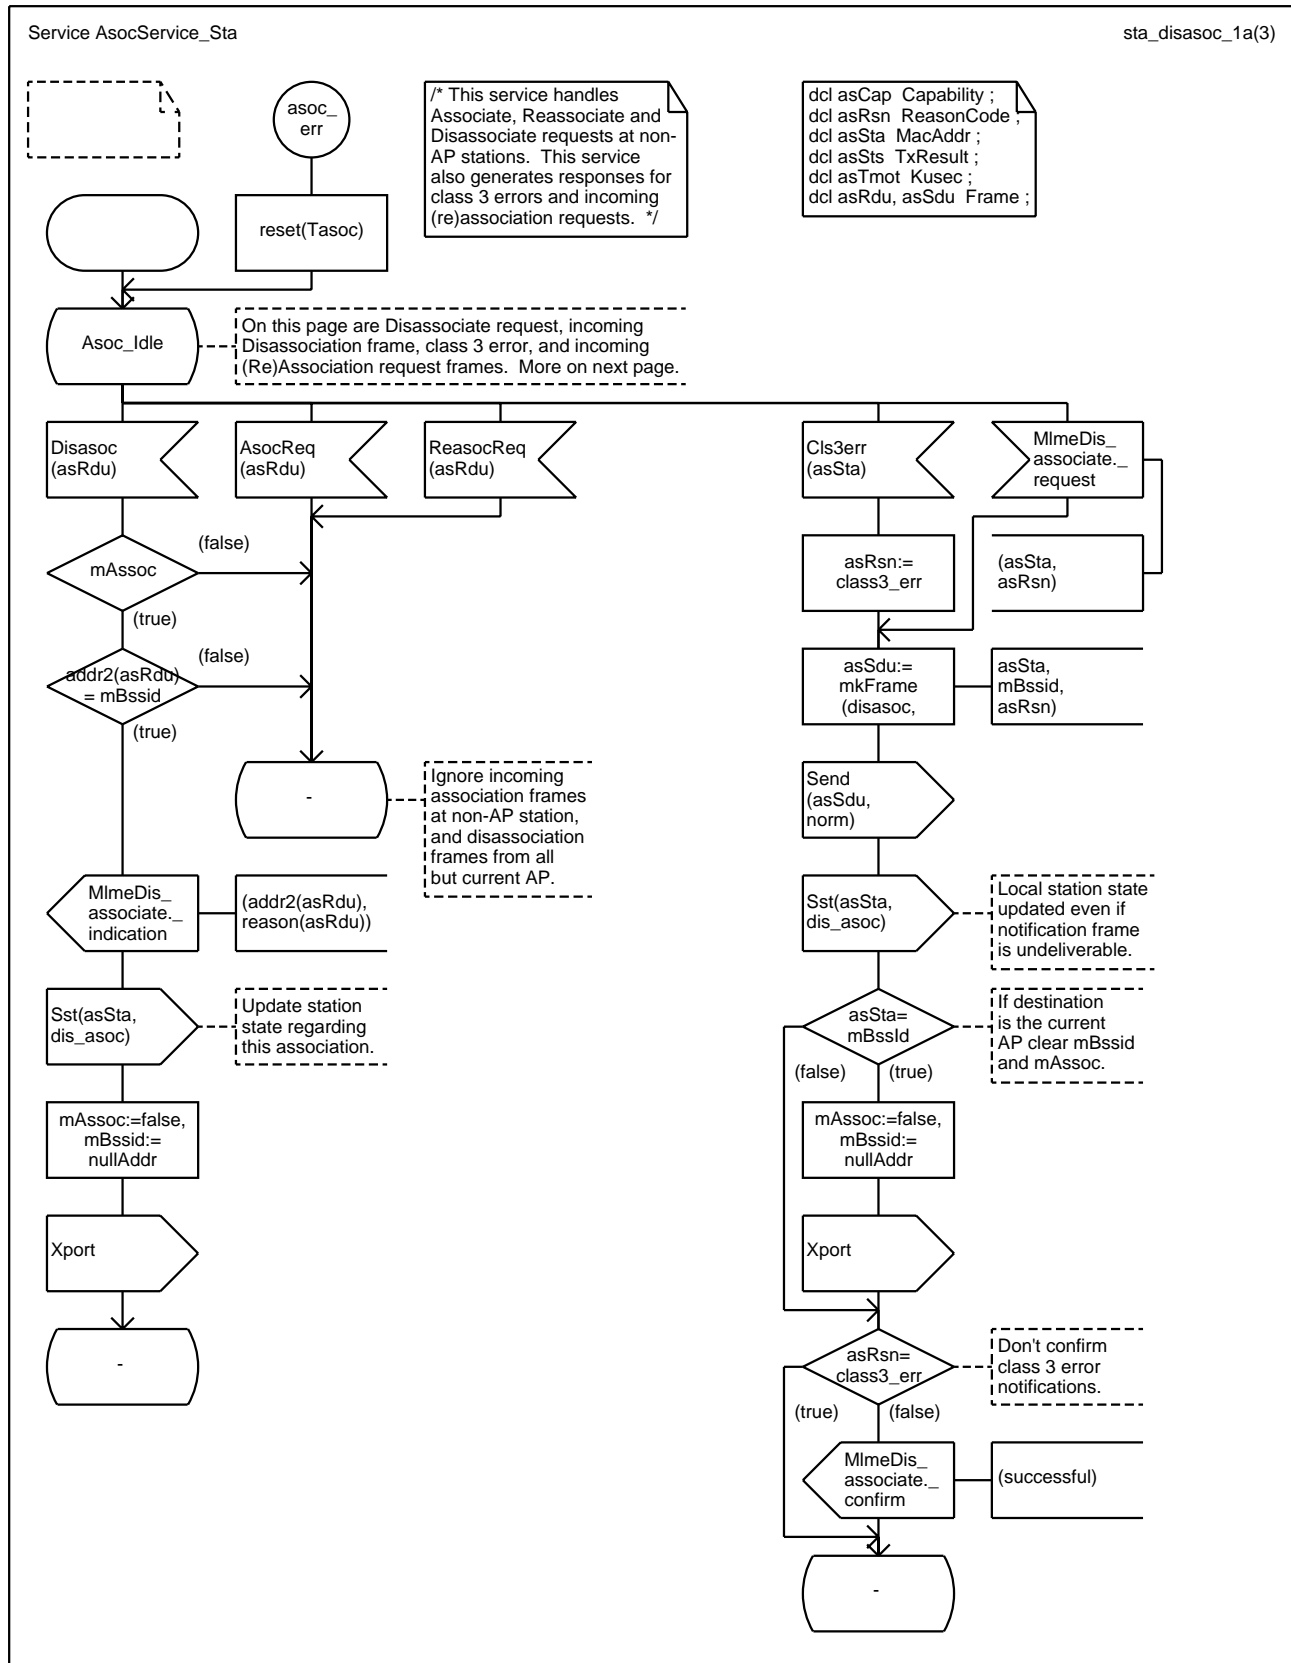 Service AsocService_Sta
sta_disasoc_1a(3)
asoc_
err
/* This service handles
Associate, Reassociate and
Disassociate requests at non-
AP stations.  This service
also generates responses for
class 3 errors and incoming
(re)association requests.  */
dcl asCap  Capability ;
dcl asRsn  ReasonCode ;
dcl asSta  MacAddr ;
dcl asSts  TxResult ;
dcl asTmot  Kusec ;
dcl asRdu, asSdu  Frame ;
reset(Tasoc)
Asoc_Idle
On this page are Disassociate request, incoming
Disassociation frame, class 3 error, and incoming
(Re)Association request frames.  More on next page.
Disasoc
(asRdu)
AsocReq
(asRdu)
ReasocReq
(asRdu)
Cls3err
(asSta)
MlmeDis_
associate._
request
mAssoc
(false)
(true)
asRsn:=
class3_err
(asSta,
asRsn)
addr2(asRdu)
= mBssid
(false)
(true)
asSdu:=
mkFrame
(disasoc,
asSta,
mBssid,
asRsn)
-
Ignore incoming
association frames
at non-AP station,
and disassociation
frames from all
but current AP.
Send
(asSdu,
norm)
MlmeDis_
associate._
indication
(addr2(asRdu),
reason(asRdu))
Sst(asSta,
dis_asoc)
Local station state
updated even if
notification frame
is undeliverable.
Sst(asSta,
dis_asoc)
Update station
state regarding
this association.
asSta=
mBssId
If destination
is the current
AP clear mBssid
and mAssoc.
(false)
(true)
mAssoc:=false,
mBssid:=
nullAddr
mAssoc:=false,
mBssid:=
nullAddr
Xport
Xport
-
asRsn=
class3_err
Don't confirm
class 3 error
notifications.
(true)
(false)
MlmeDis_
associate._
confirm
(successful)
-